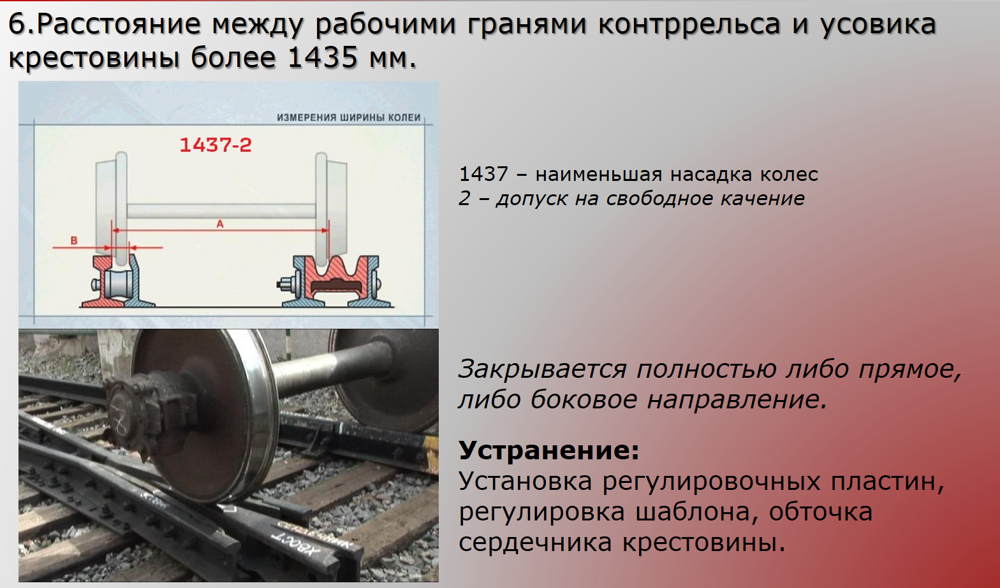 6.Расстояние между рабочими гранями контррельса и усовика
крестовины более 1435 мм.
ИЗМЕРЕНИЯ ШИРИНЫ КОЛЕИ
1437-2
A
B
1437 – наименьшая насадка колес
2 – допуск на свободное качение
Закрывается полностью либо прямое,
либо боковое направление.
Устранение:
Установка регулировочных пластин,
регулировка шаблона, обточка
сердечника крестовины.
ХВОСТ